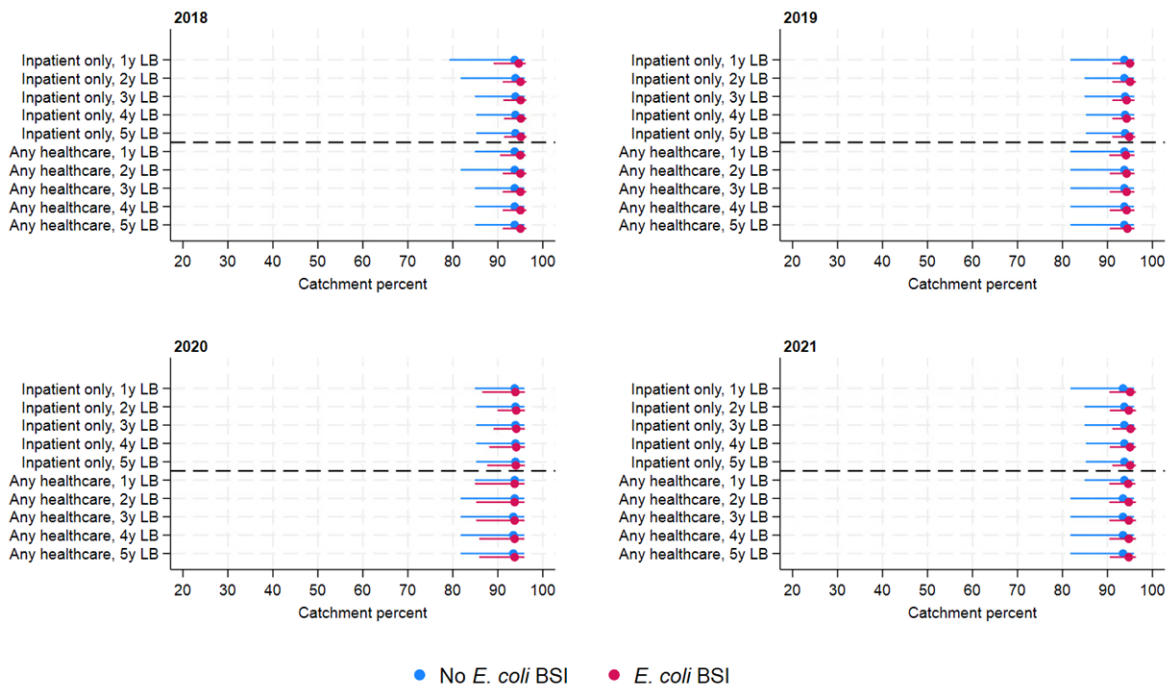 2018
Inpatient only, 1y LB
Inpatient only, 2y LB
Inpatient only, 3y LB
Inpatient only, 4y LB
Inpatient only, 5y LB
Any healthcare, 1y LB
Any healthcare, 2y LB
Any healthcare, 3y LB
Any healthcare, 4y LB
Any healthcare, 5y LB
20 30 40 50 60 70 80 90 100
Catchment percent
2019
Inpatient only, 1y LB
Inpatient only, 2y LB
Inpatient only, 3y LB
Inpatient only, 4y LB
Inpatient only, 5y LB
Any healthcare, 1y LB
Any healthcare, 2y LB
Any healthcare, 3y LB
Any healthcare, 4y LB
Any healthcare, 5y LB
20 30 40 50 60 70 80 90 100
Catchment percent
2020
Inpatient only, 1y LB
Inpatient only, 2y LB
Inpatient only, 3y LB
Inpatient only, 4y LB
Inpatient only, 5y LB
Any healthcare, 1y LB
Any healthcare, 2y LB
Any healthcare, 3y LB
Any healthcare, 4y LB
Any healthcare, 5y LB
20 30 40 50 60 70 80 90 100
Catchment percent
2021
Inpatient only, 1y LB
Inpatient only, 2y LB
Inpatient only, 3y LB
Inpatient only, 4y LB
Inpatient only, 5y LB
Any healthcare, 1y LB
Any healthcare, 2y LB
Any healthcare, 3y LB
Any healthcare, 4y LB
Any healthcare, 5y LB
20 30 40 50 60 70 80 90 100
Catchment percent
No E. coli BSI E. coli BSI